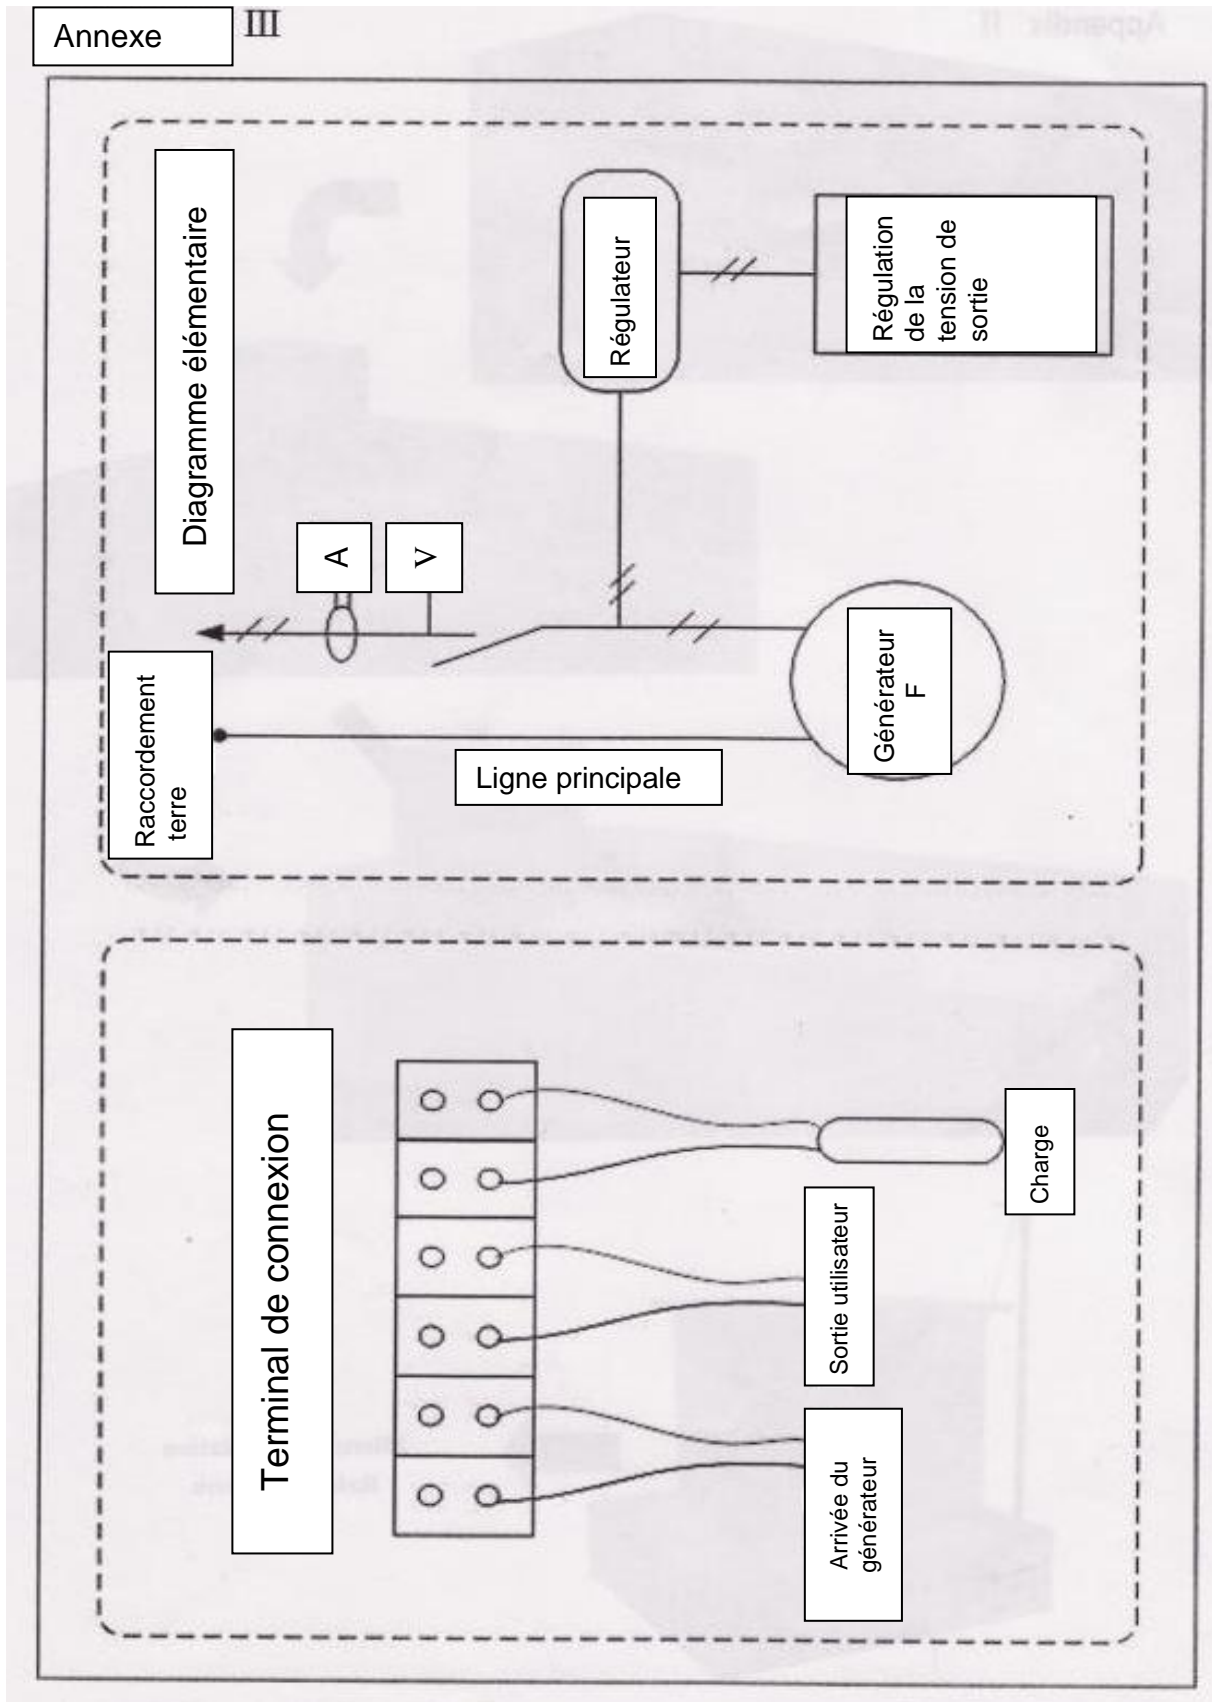 Annexe III
Diagramme élémentaire
Régulateur
Régulation
de la
tension de
sortie
A
V
Raccordement
terre
Ligne principale
Générateur
F
Terminal de connexion
Charge
Sortie utilisateur
Arrivée du
générateur
Appendix II